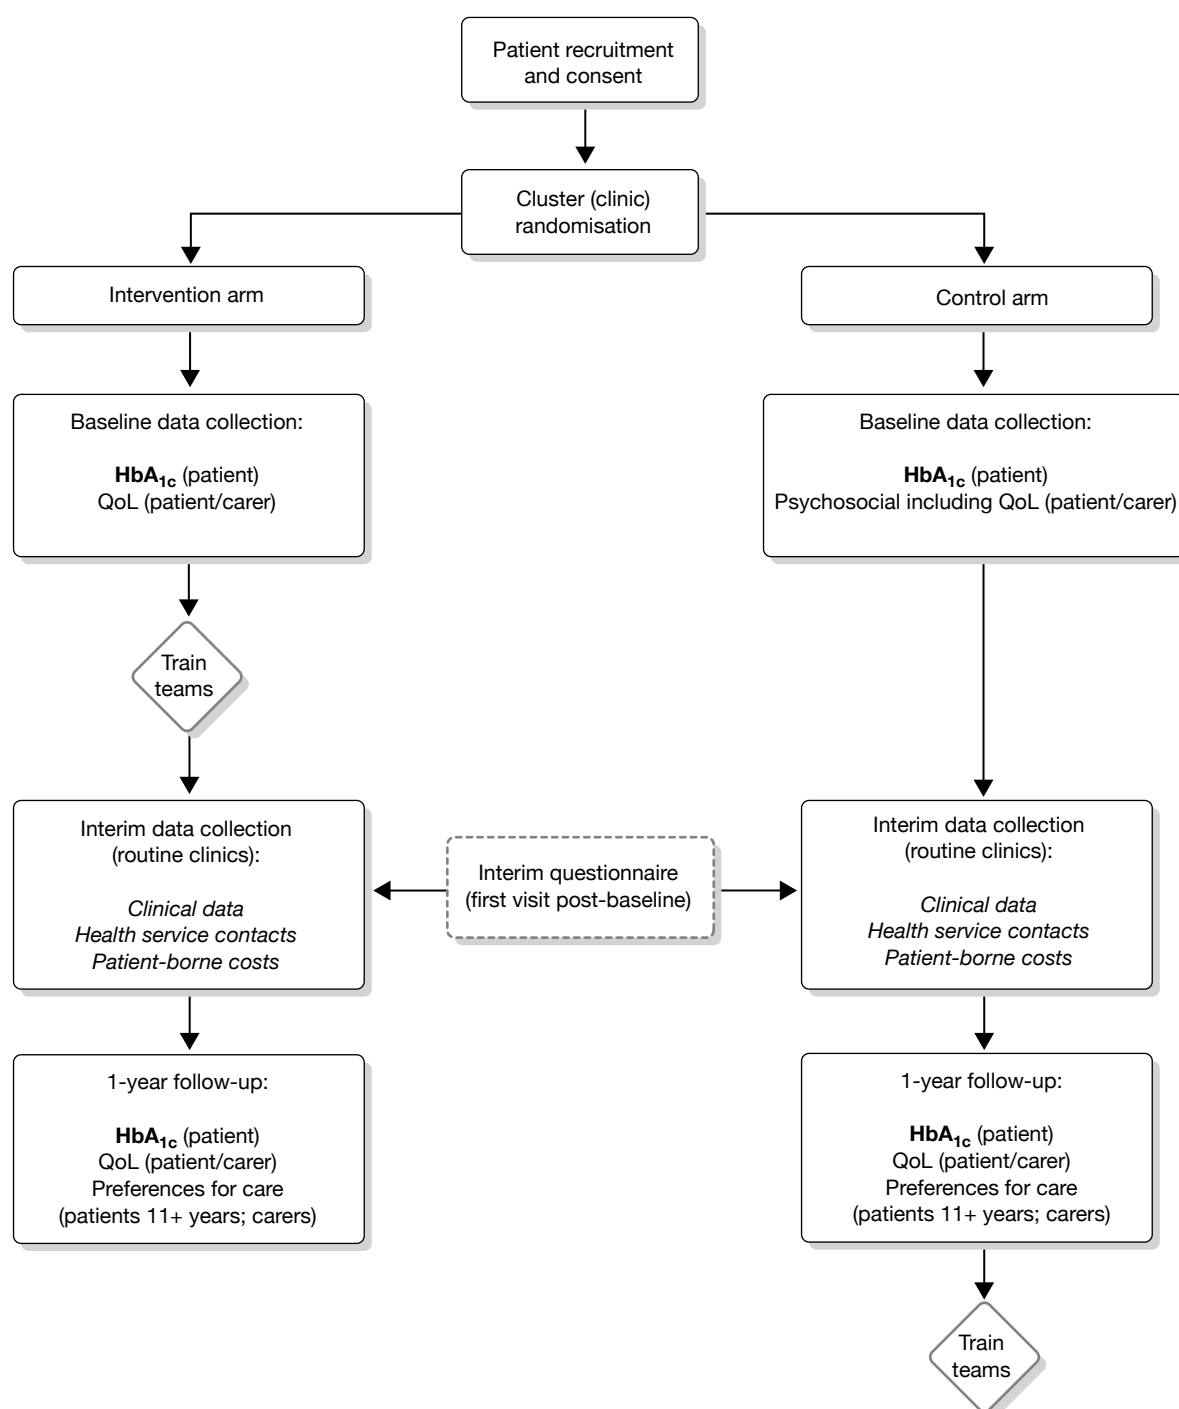 Patient recruitment
and consent
Cluster (clinic)
randomisation
Intervention arm
Control arm
Baseline data collection:
HbA1c (patient)
QoL (patient/carer)
Baseline data collection:
HbA1c (patient)
Psychosocial including QoL (patient/carer)
Train
teams
Interim data collection
(routine clinics):
Clinical data
Health service contacts
Patient-borne costs
Interim questionnaire
(first visit post-baseline)
Interim data collection
(routine clinics):
Clinical data
Health service contacts
Patient-borne costs
1-year follow-up:
HbA1c (patient)
QoL (patient/carer)
Preferences for care
(patients 11+ years; carers)
1-year follow-up:
HbA1c (patient)
QoL (patient/carer)
Preferences for care
(patients 11+ years; carers)
Train
teams